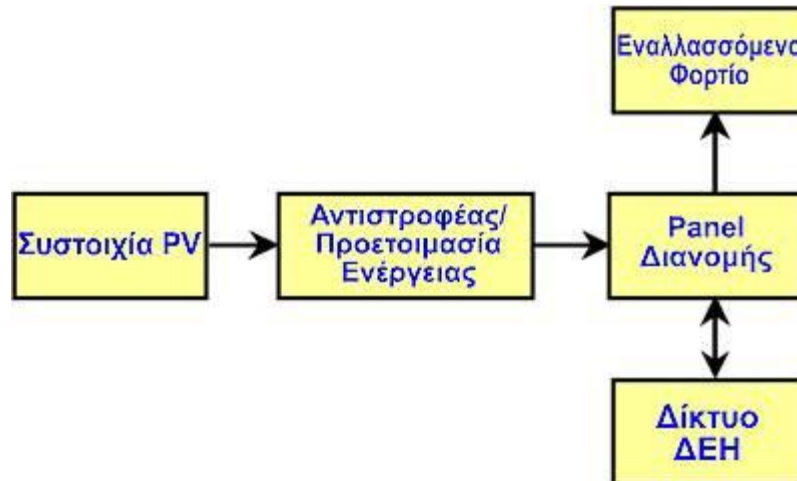 Εναλλασσόμενο
Φορτίο
Συστοιχία PV
Αντιστροφέας/
Προετοιμασία
Ενέργειας
Panel
Διανομής
Δίκτυο
ΔΕΗ